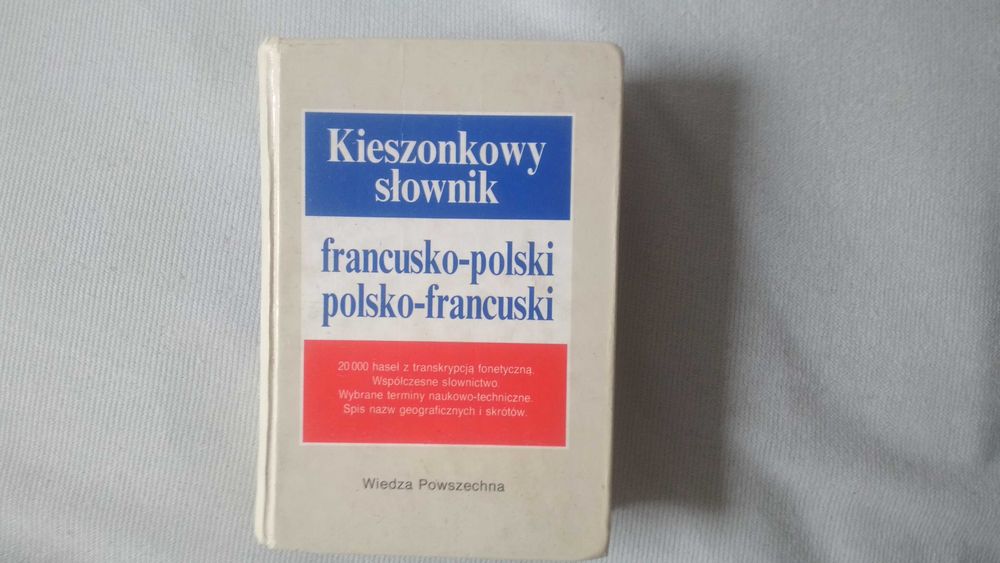 Kieszonkowy
słownik
francusko-polski
polsko-francuski
20 000 haseł z transkrypcją fonetyczną.
Współczesne słownictwo.
Wybrane terminy naukowo-techniczne.
Spis nazw geograficznych i skrótów.
Wiedza Powszechna